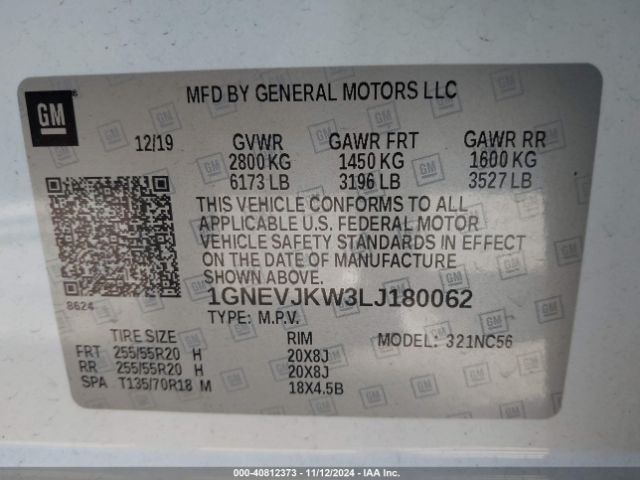 GM
MFD BY GENERAL MOTORS LLC
12/19 GVWR GAWR FRT GAWR RR
2800 KG 1450 KG 1600 KG
6173 LB 3196 LB 3527 LB
THIS VEHICLE CONFORMS TO ALL
APPLICABLE U.S. FEDERAL MOTOR
VEHICLE SAFETY STANDARDS IN EFFECT
ON THE DATE OF MANUFACTURE
SHOWN ABOVE.
8624
1GNEVJKW3LJ180062
TYPE: M.P.V.
TIRE SIZE RIM MODEL: 321NC56
FRT 255/55R20 H 20X8J
RR 255/55R20 H 20X8J
SPA T135/70R18 M 18X4.5B
000-40812373 - 11/12/2024 - IAA Inc.